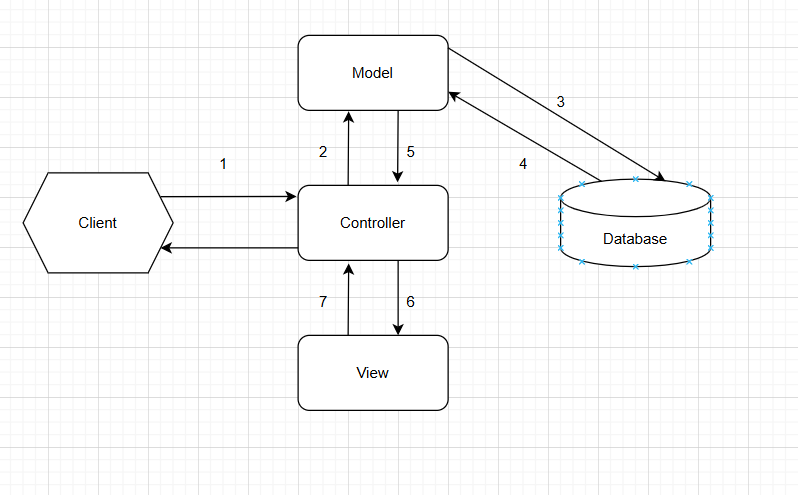 Model
3
2
5
4
1
Client
Controller
Database
7
6
View